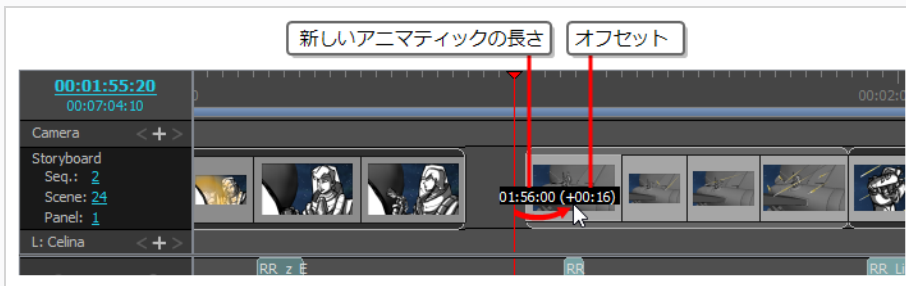 新しいアニマティックの長さ
オフセット
00:01:55:20
00:07:04:10
00:02:0
Camera < + >
Storyboard
Seq.: 2
Scene: 24
Panel: 1
01:56:00 (+00:16)
L: Celina < + >
RR_z_E
RR
RR_Li